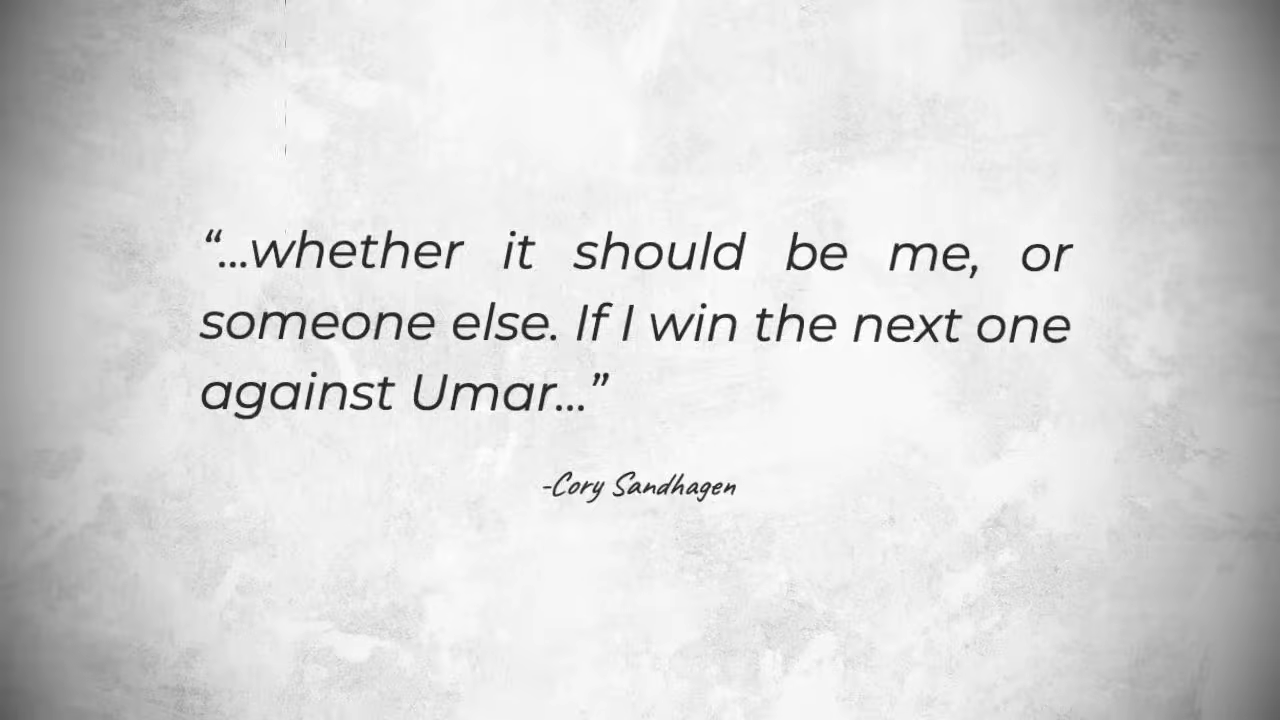 “...whether it should be me, or
someone else. If I win the next one
against Umar...”
-Cory Sandhagen